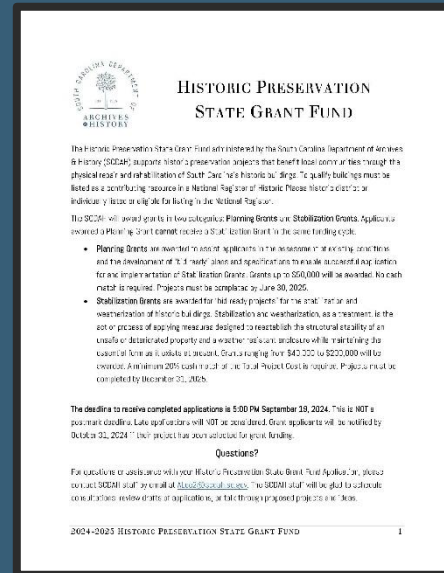 SOUTH CAROLINA DEPARTMENT OF
ARCHIVES
HISTORY
HISTORIC PRESERVATION
STATE GRANT FUND
The Historic Preservation State Grant Fund administered by the South Carolina Department of Archives
& History (SCDAH) supports historic preservation projects that benefit local communities through the
physical repair and rehabilitation of South Carolina's historic buildings. To qualify buildings must be
listed as a contributing resource in a National Register of Historic Places historic district or
individually listed or eligible for listing in the National Register.
The SCDAH will award grants in two categories: Planning Grants and Stabilization Grants. Applicants
awarded a Planning Grant cannot receive a Stabilization Grant in the same funding cycle.
• Planning Grants are awarded to assist applicants in the assessment of existing conditions
and the development of "bid ready" plans and specifications to enable successful application
for and implementation of Stabilization Grants. Grants up to $50,000 will be awarded. No cash
match is required. Projects must be completed by June 30, 2025.
• Stabilization Grants are awarded for "bid ready projects" for the stabilization and
weatherization of historic buildings. Stabilization and weatherization, as a treatment, is the
act or process of applying measures designed to reestablish the structural stability of an
unsafe or deteriorated property and a weather resistant enclosure while maintaining the
essential form as it exists at present. Grants ranging from $40,000 to $200,000 will be
awarded. A minimum 20% cash match of the Total Project Cost is required. Projects must be
completed by December 31, 2025.
The deadline to receive completed applications is 5:00 PM September 19, 2024. This is NOT a
postmark deadline. Late applications will NOT be considered. Grant applicants will be notified by
October 31, 2024 if their project has been selected for grant funding.
Questions?
For questions or assistance with your Historic Preservation State Grant Fund Application, please
contact SCDAH staff by email at The SCDAH staff will be glad to schedule
consultations, review drafts of applications, or talk through proposed projects and ideas.
2024-2025 HISTORIC PRESERVATION STATE GRANT FUND 1